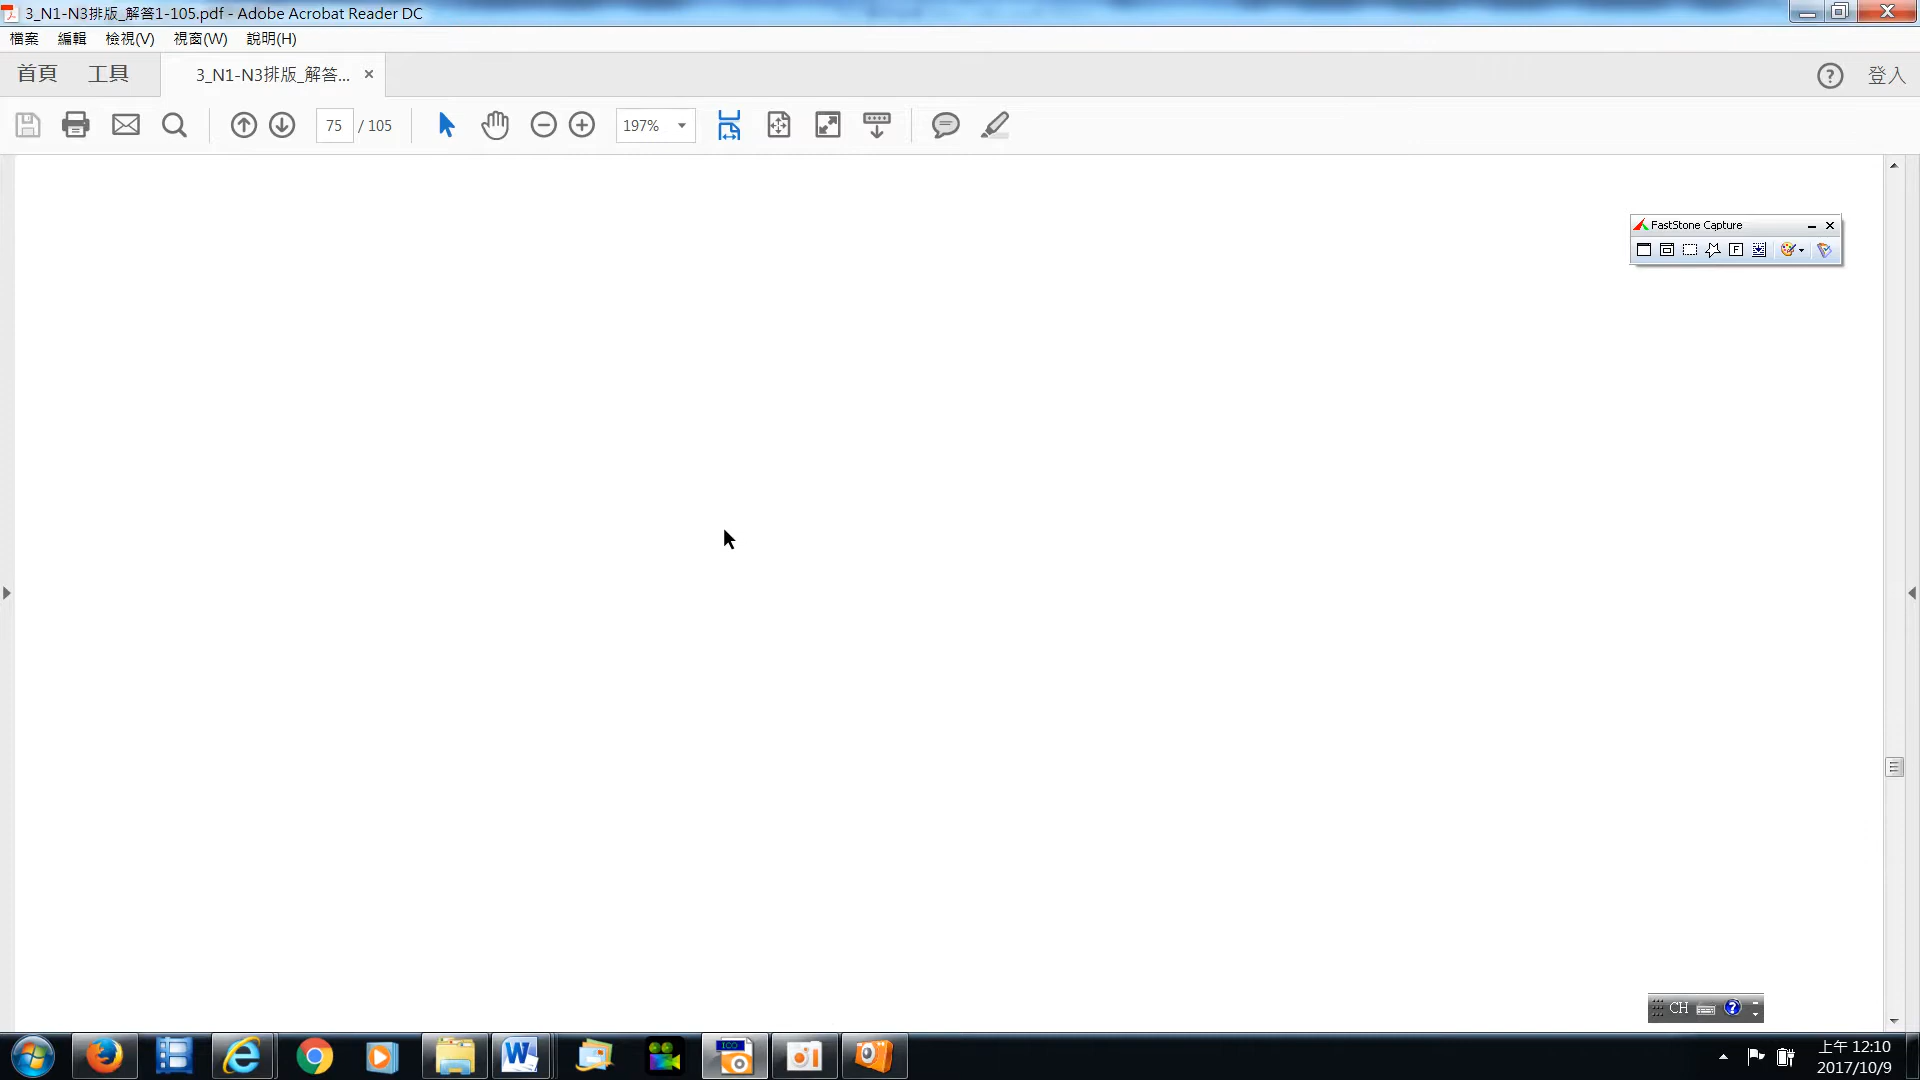 3_N1-N3排版_解答1-105.pdf - Adobe Acrobat Reader DC
檔案 編輯 檢視(V) 視窗(W) 說明(H)
首頁 工具 3_N1-N3排版_解答... × 登入
75 / 105 197%
FastStone Capture
CH
上午 12:10
2017/10/9